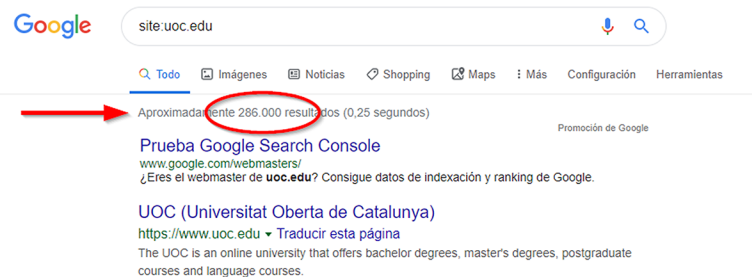 Google
site:uoc.edu
Todo Imágenes Noticias Shopping Maps Más Configuración Herramientas
Aproximadamente 286.000 resultados (0,25 segundos)
Promoción de Google
Prueba Google Search Console
www.google.com/webmasters/
¿Eres el webmaster de uoc.edu? Consigue datos de indexación y ranking de Google.
UOC (Universitat Oberta de Catalunya)
https://www.uoc.edu Traducir esta página
The UOC is an online university that offers bachelor degrees, master's degrees, postgraduate
courses and language courses.